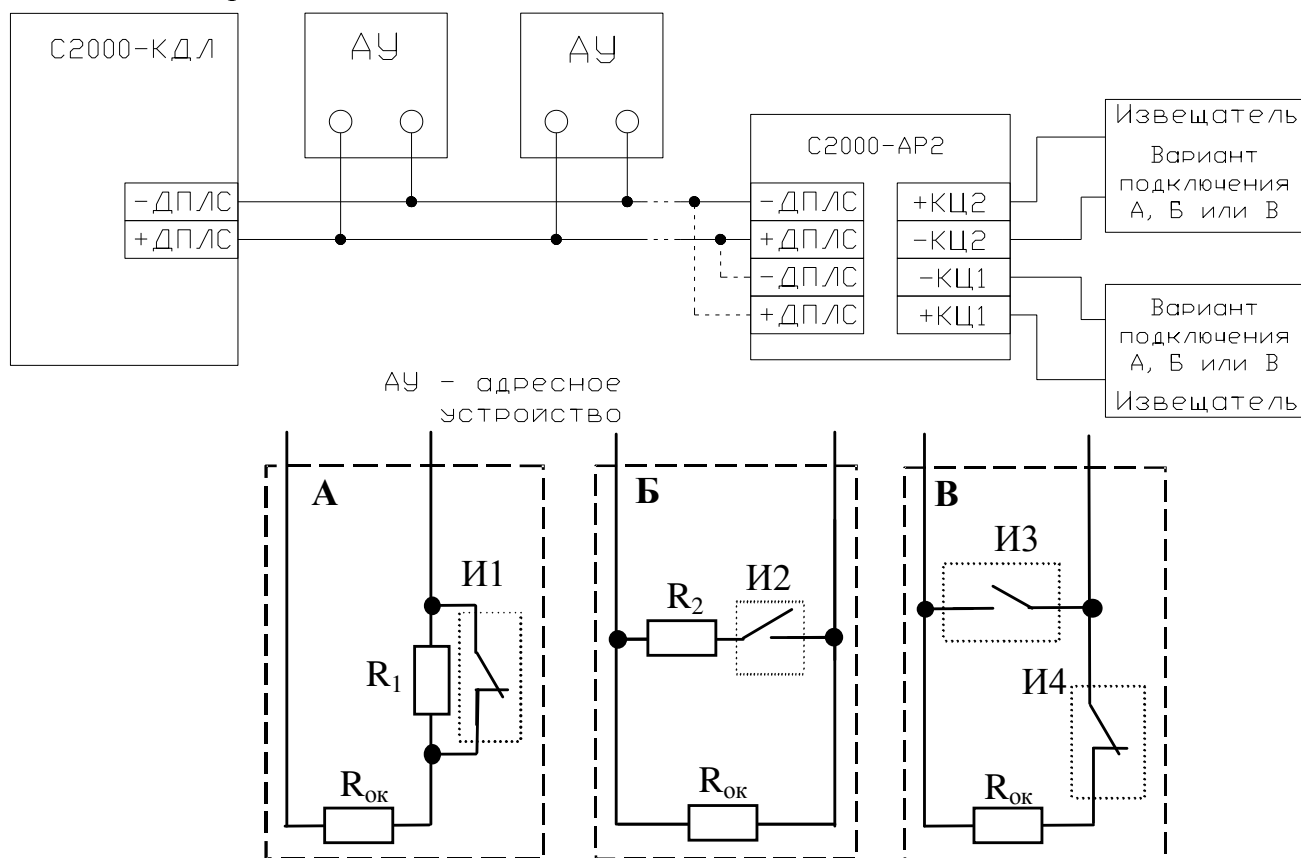 С2000-КДЛ
АУ
АУ
-ДПЛС
+ДПЛС
С2000-АР2
-ДПЛС
+ДПЛС
-ДПЛС
+ДПЛС
+КЦ2
-КЦ2
-КЦ1
+КЦ1
Извещатель
Вариант
подключения
А, Б или В
Вариант
подключения
А, Б или В
Извещатель
АУ - адресное
устройство
А
И1
R1
Rок
Б
R2
И2
Rок
В
И3
И4
Rок